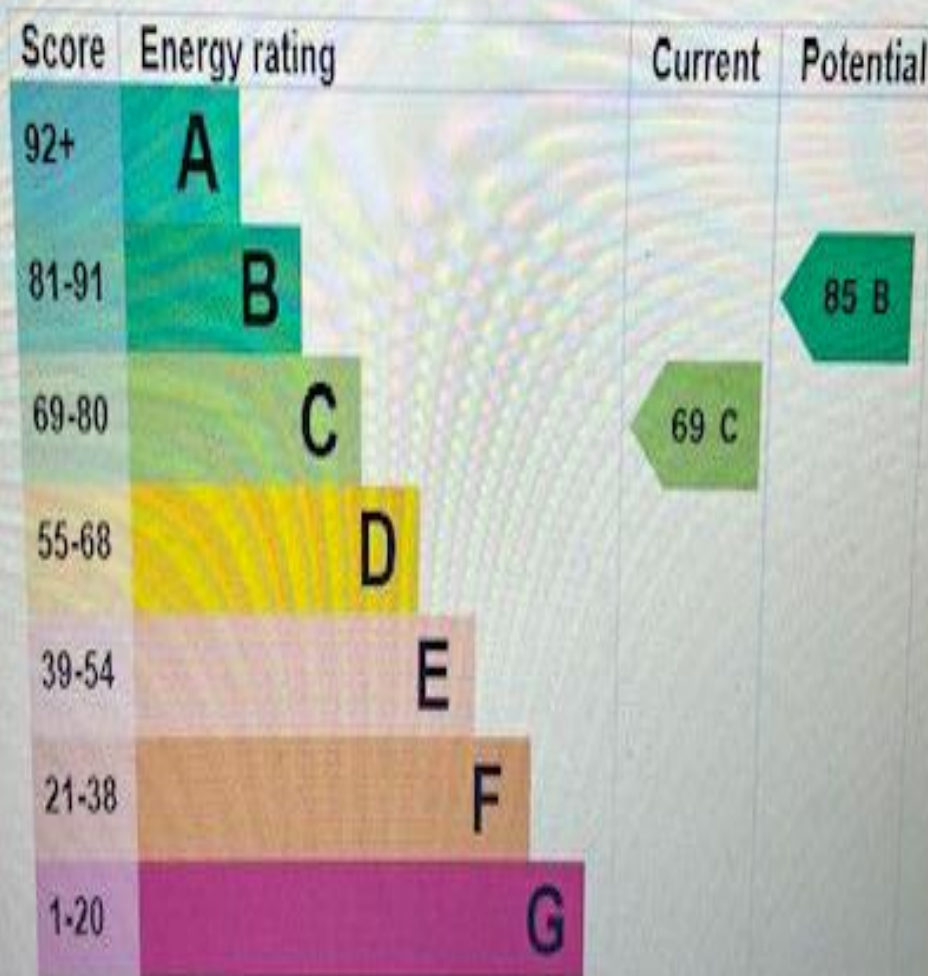 Score Energy rating Current Potential
92+ A
81-91 B 85 B
69-80 C 69 C
55-68 D
39-54 E
21-38 F
1-20 G